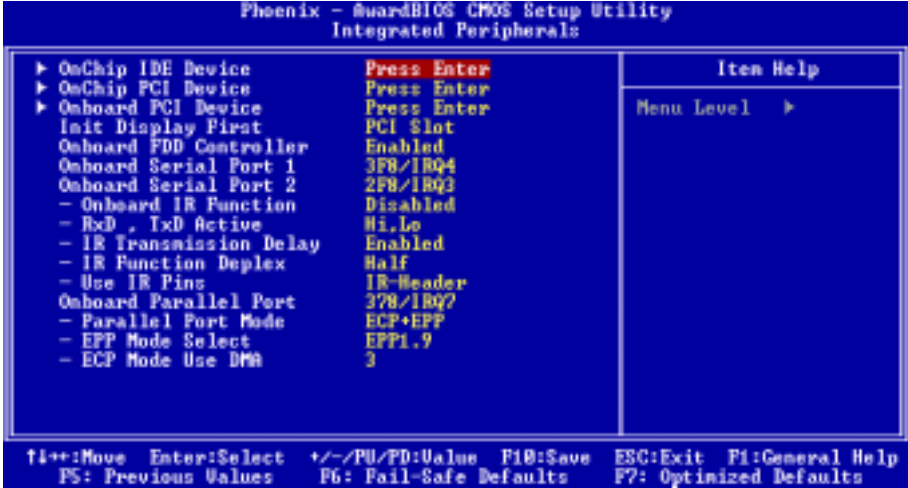 Phoenix - AwardBIOS CMOS Setup Utility
Integrated Peripherals
▶ OnChip IDE Device Press Enter
▶ OnChip PCI Device Press Enter
▶ Onboard PCI Device Press Enter
Init Display First PCI Slot
Onboard FDD Controller Enabled
Onboard Serial Port 1 3F8/IRQ4
Onboard Serial Port 2 2F8/IRQ3
- Onboard IR Function Disabled
- RxD , TxD Active Hi,Lo
- IR Transmission Delay Enabled
- IR Function Deplex Half
- Use IR Pins IR-Header
Onboard Parallel Port 378/IRQ7
- Parallel Port Mode ECP+EPP
- EPP Mode Select EPP1.9
- ECP Mode Use DMA 3
Item Help
Menu Level ▶
↑↓→←:Move Enter:Select +/-/PU/PD:Value F10:Save ESC:Exit F1:General Help
F5: Previous Values F6: Fail-Safe Defaults F7: Optimized Defaults